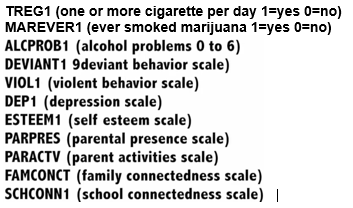 TREG1 (one or more cigarette per day 1=yes 0=no)
MAREVER1 (ever smoked marijuana 1=yes 0=no)
ALCPROB1 (alcohol problems 0 to 6)
DEVIANT1 9deviant behavior scale)
VIOL1 (violent behavior scale)
DEP1 (depression scale)
ESTEEM1 (self esteem scale)
PARPRES (parental presence scale)
PARACTV (parent activities scale)
FAMCONCT (family connectedness scale)
SCHCONN1 (school connectedness scale)